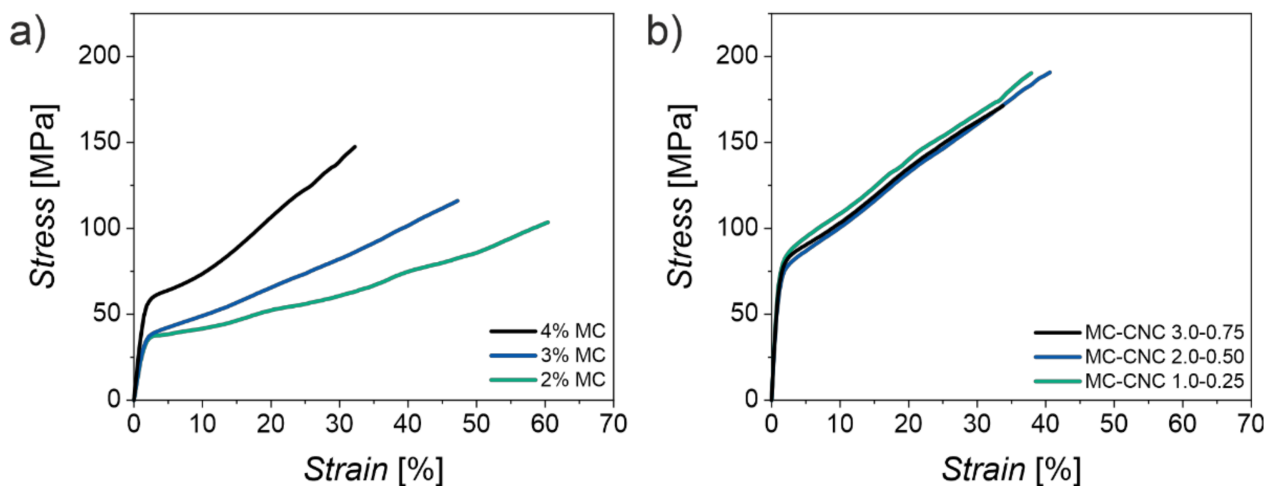 a)
Stress [MPa]
200
150
100
50
0
4% MC
3% MC
2% MC
0 10 20 30 40 50 60 70
Strain [%]
b)
Stress [MPa]
200
150
100
50
0
MC-CNC 3.0-0.75
MC-CNC 2.0-0.50
MC-CNC 1.0-0.25
0 10 20 30 40 50 60 70
Strain [%]